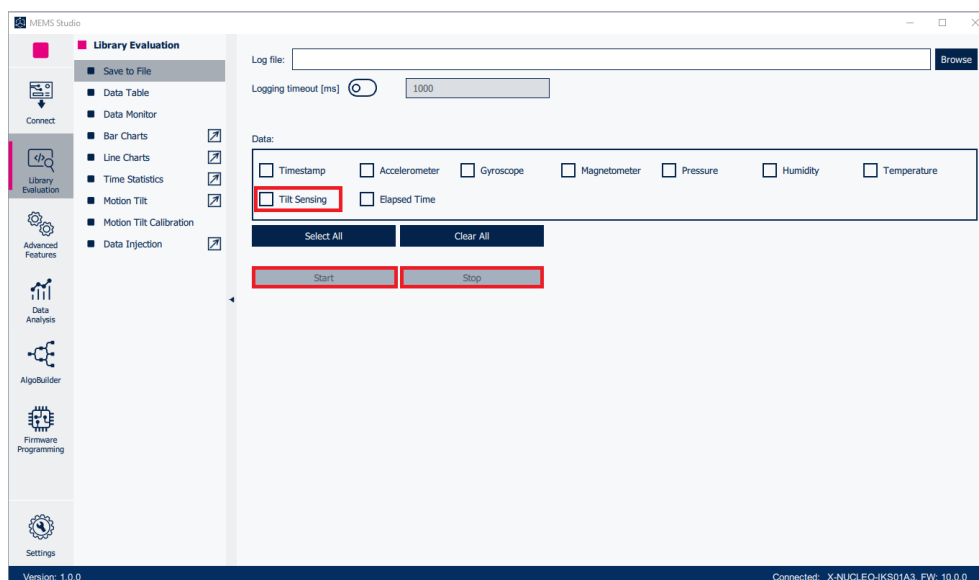 MEMS Studio
Connect
Library
Evaluation
Advanced
Features
Data
Analysis
AlgoBuilder
Firmware
Programming
Settings
Library Evaluation
Save to File
Data Table
Data Monitor
Bar Charts
Line Charts
Time Statistics
Motion Tilt
Motion Tilt Calibration
Data Injection
Log file:
Browse
Logging timeout [ms]
1000
Data:
Timestamp Accelerometer Gyroscope Magnetometer Pressure Humidity Temperature
Tilt Sensing Elapsed Time
Select All Clear All
Start Stop
Version: 1.0.0
Connected: X-NUCLEO-IKS01A3, FW: 10.0.0